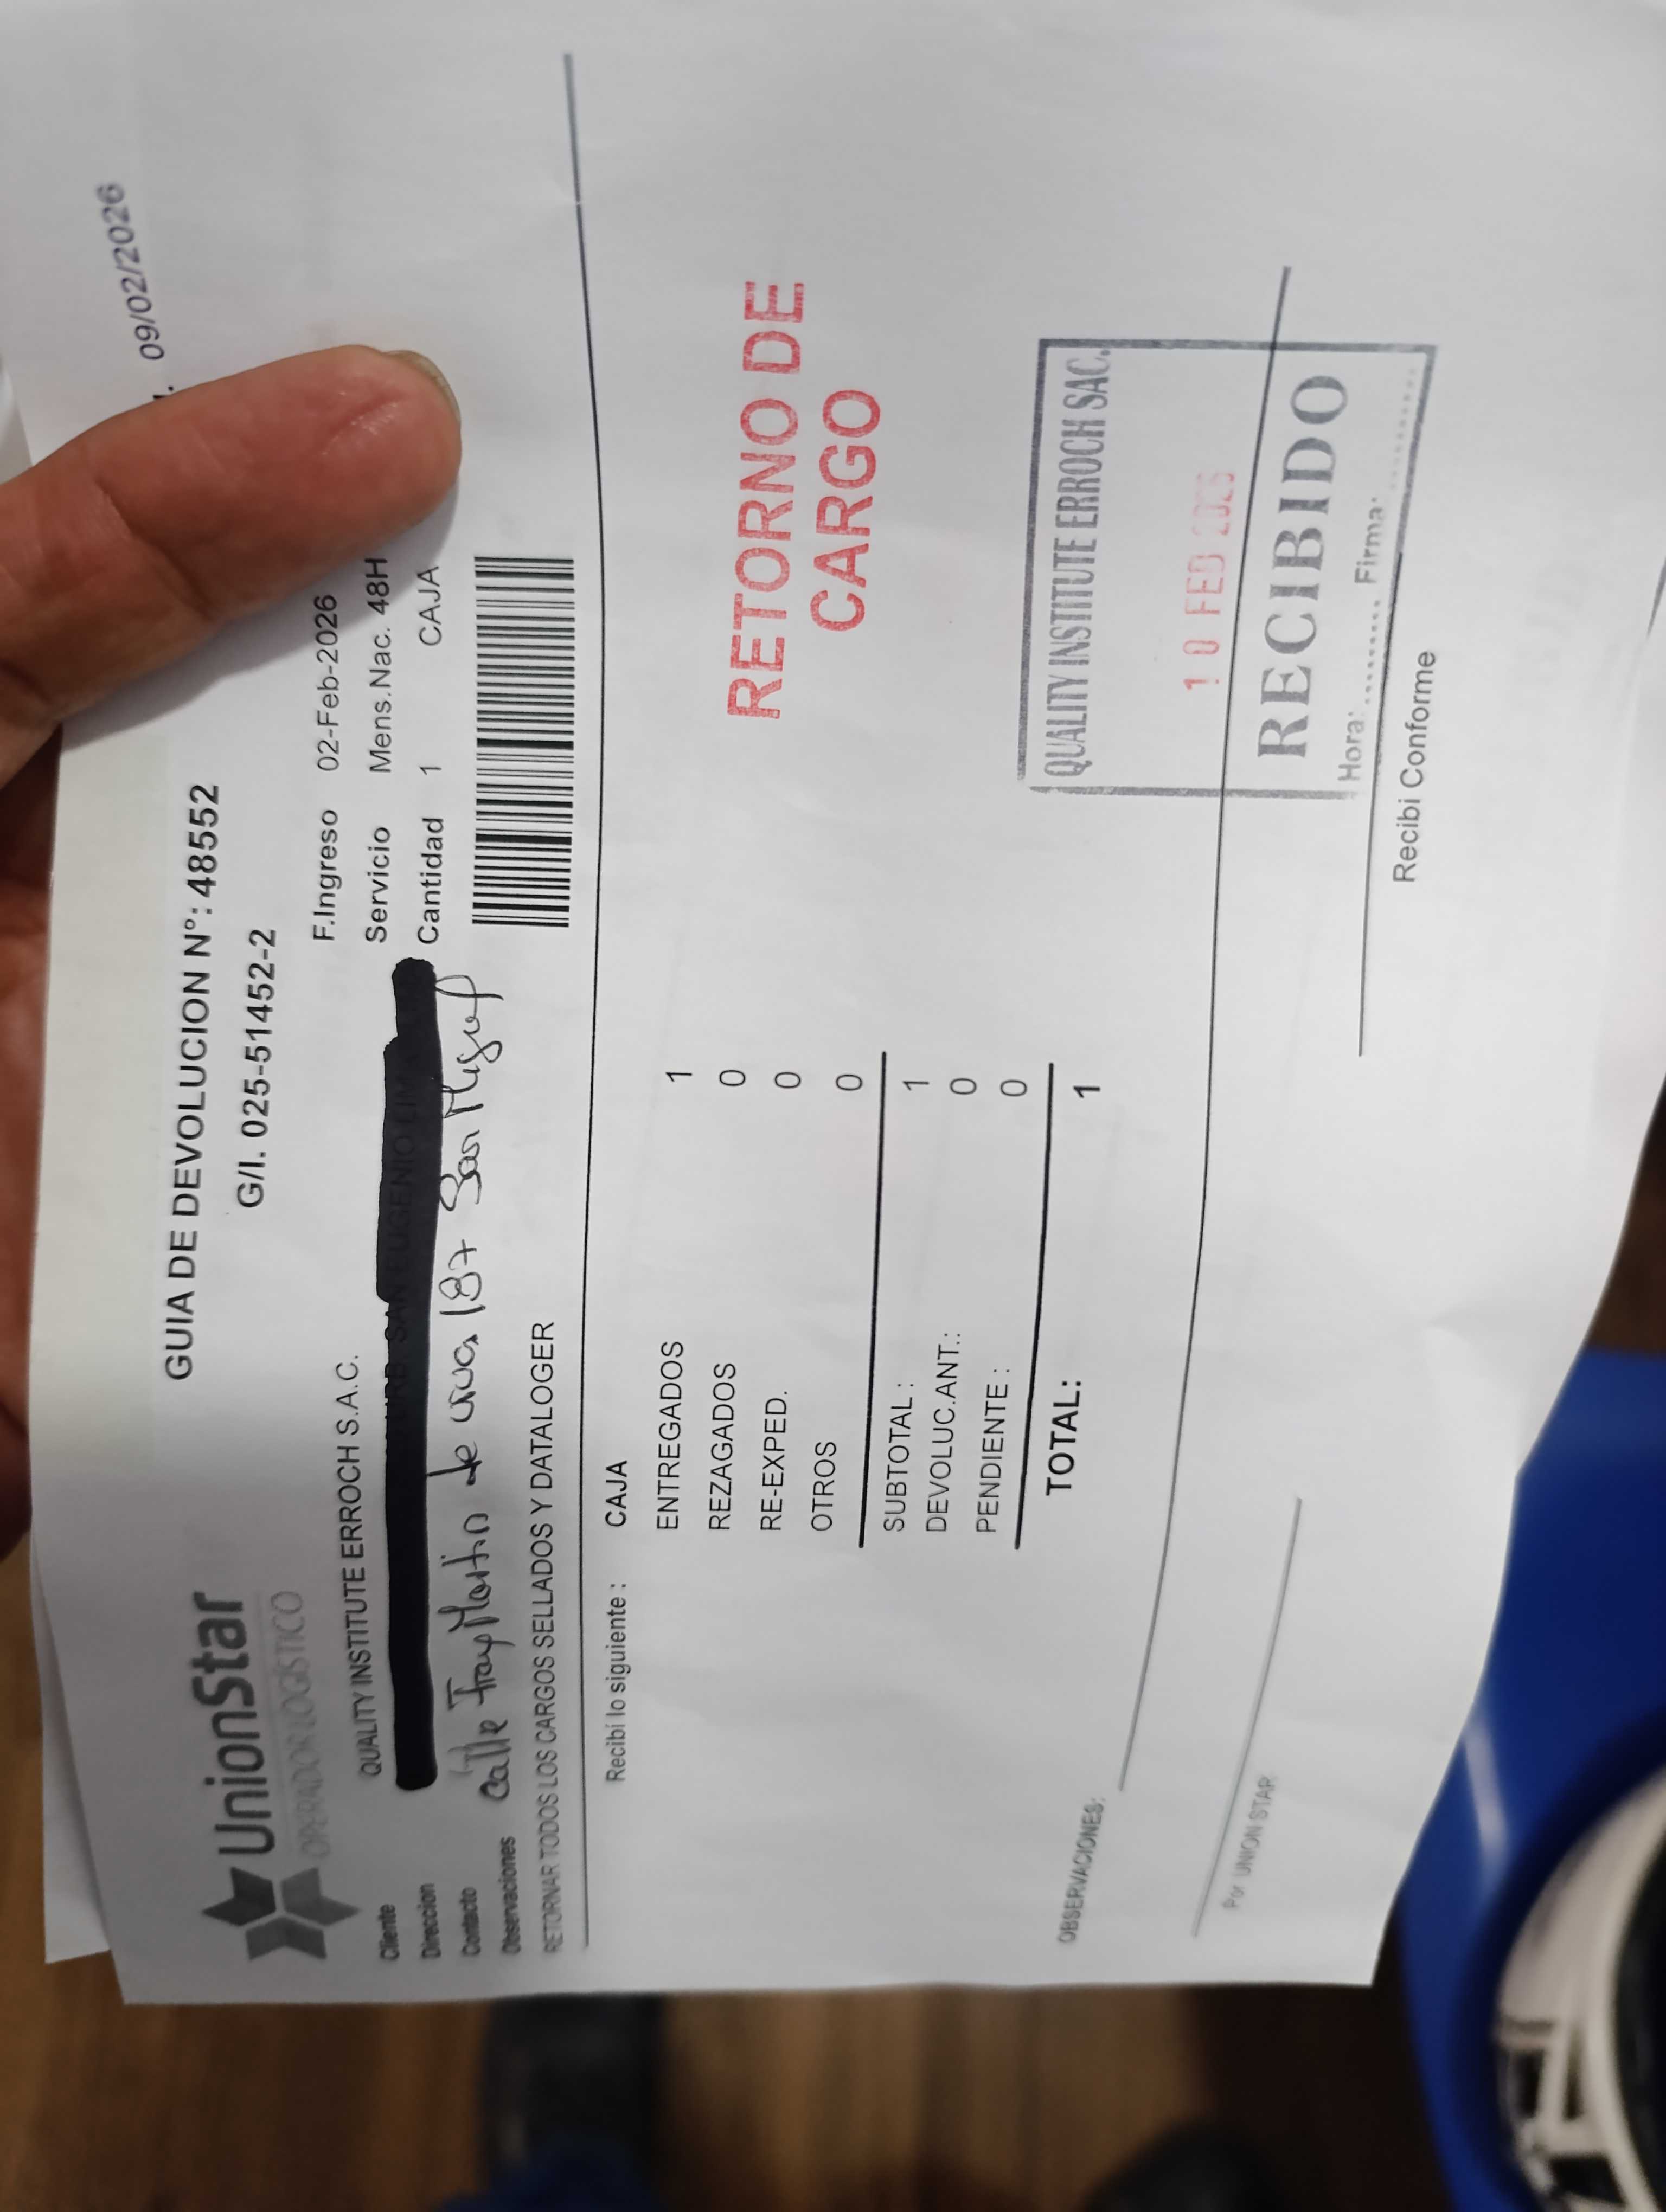 09/02/2026
UnionStar
OPERADOR LOGÍSTICO
GUIA DE DEVOLUCION N°: 48552
G/I. 025-51452-2
Cliente QUALITY INSTITUTE ERROCH S.A.C.
F.Ingreso 02-Feb-2026
Direccion
Servicio Mens.Nac. 48H
Contacto
Cantidad 1 CAJA
Calle Fray Martin de 187 San Miguel
Observaciones
RETORNAR TODOS LOS CARGOS SELLADOS Y DATALOGER
Recibí lo siguiente : CAJA
ENTREGADOS 1
REZAGADOS 0
RE-EXPED. 0
OTROS 0
SUBTOTAL : 1
DEVOLUC.ANT.: 0
PENDIENTE : 0
TOTAL: 1
RETORNO DE
CARGO
OBSERVACIONES:
QUALITY INSTITUTE ERROCH SAC.
10 FEB 2026
RECIBIDO
Hora: ........ Firma: ........
Por UNION STAR
Recibi Conforme